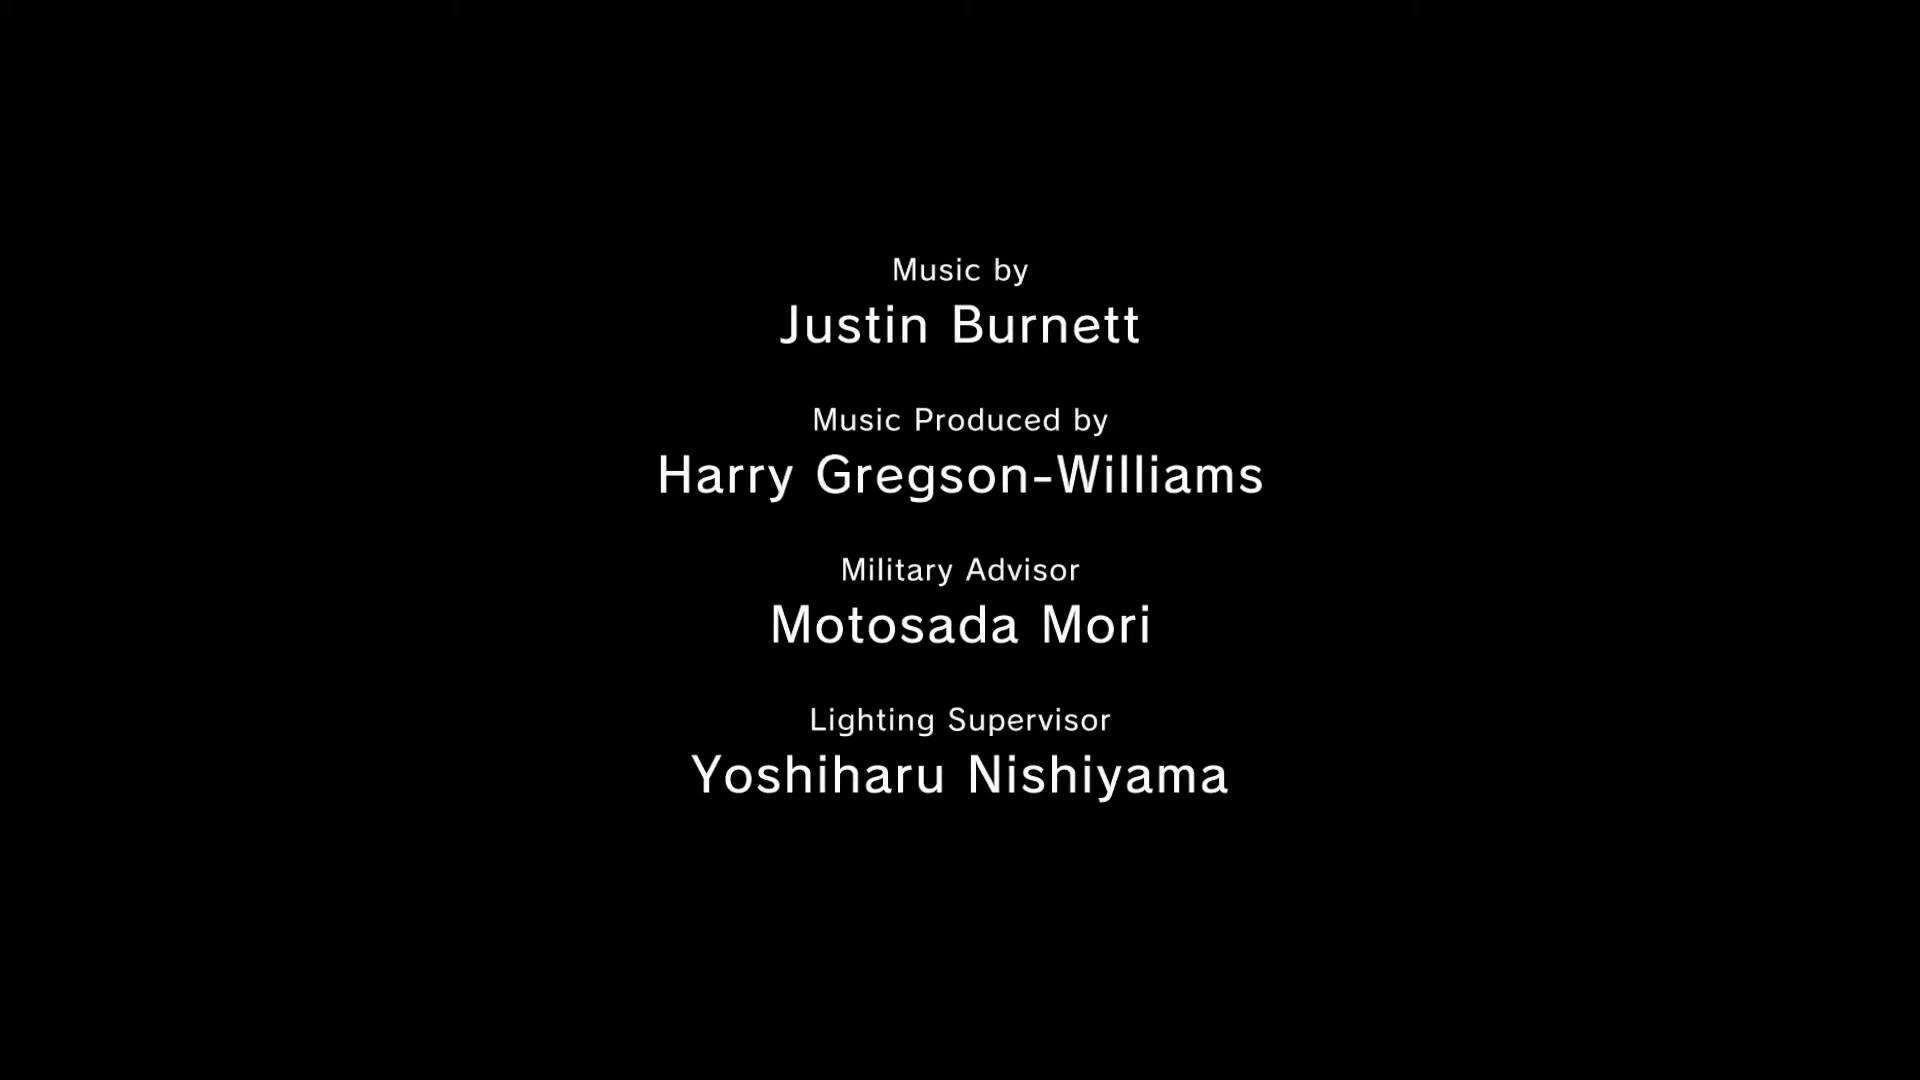 Music by
Justin Burnett
Music Produced by
Harry Gregson-Williams
Military Advisor
Motosada Mori
Lighting Supervisor
Yoshiharu Nishiyama